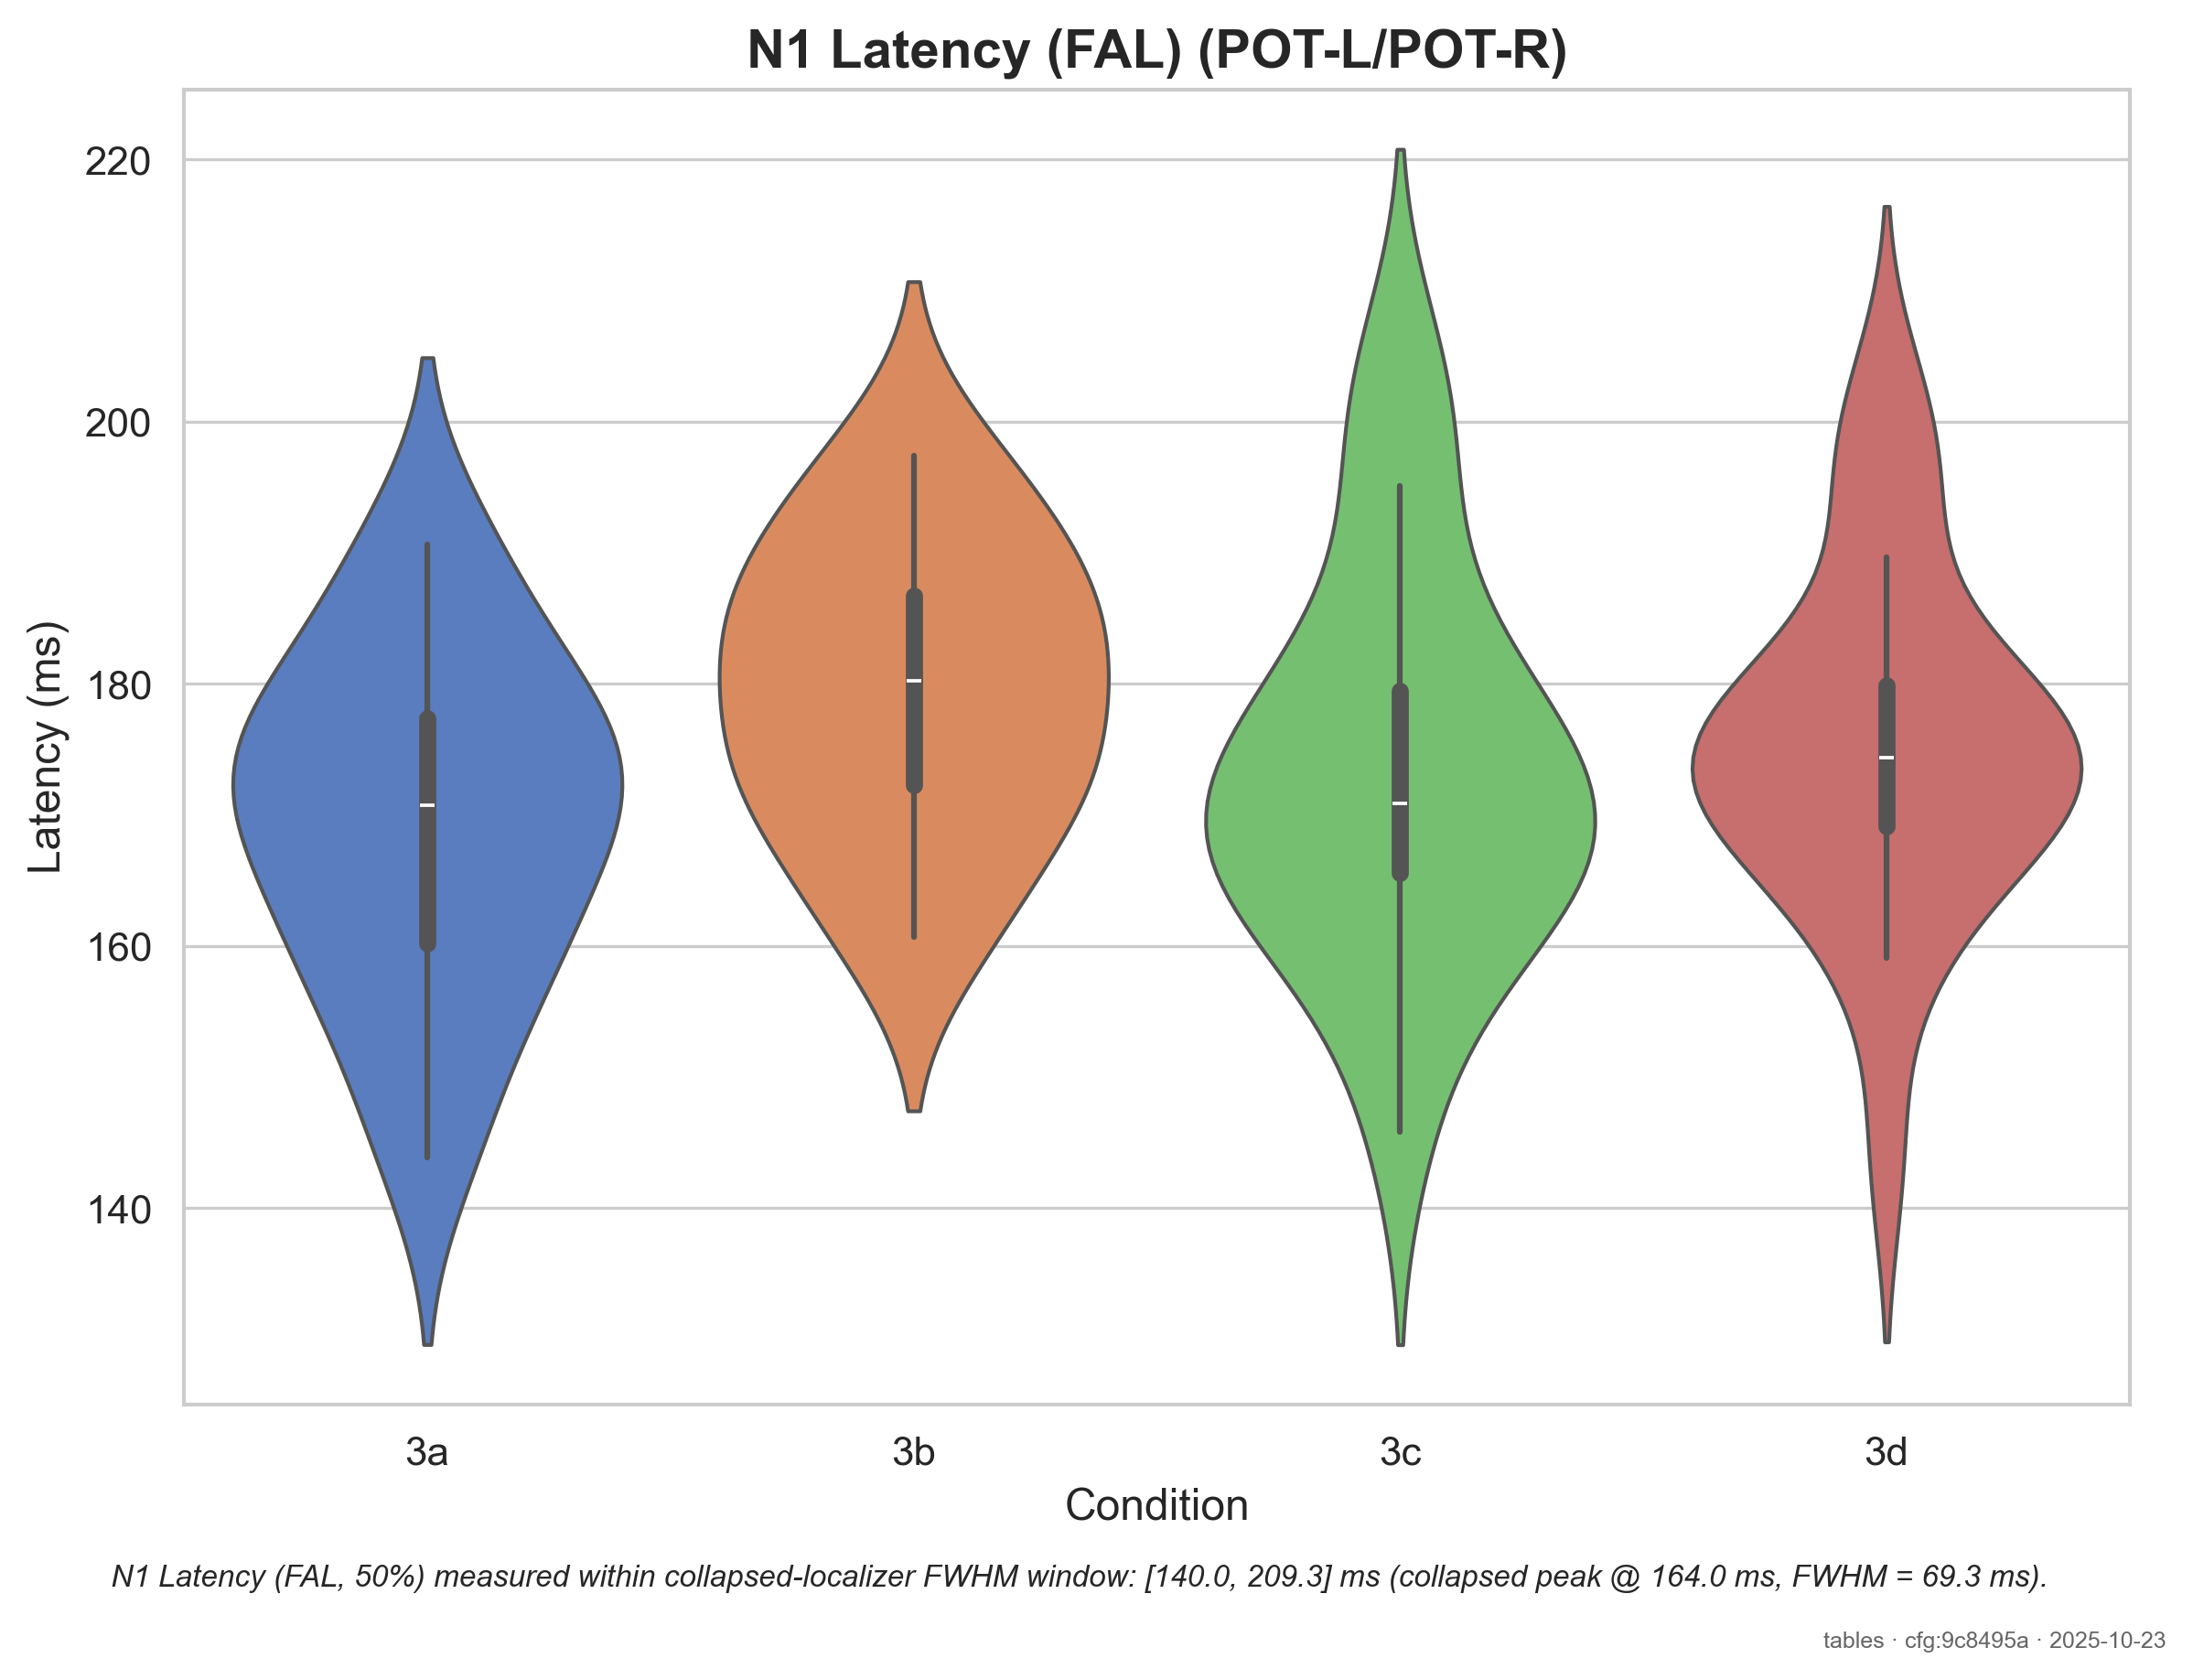 N1 Latency (FAL) (POT-L/POT-R)
Latency (ms)
220
200
180
160
140
3a
3b
3c
3d
Condition
N1 Latency (FAL, 50%) measured within collapsed-localizer FWHM window: [140.0, 209.3] ms (collapsed peak @ 164.0 ms, FWHM = 69.3 ms).
tables · cfg:9c8495a · 2025-10-23